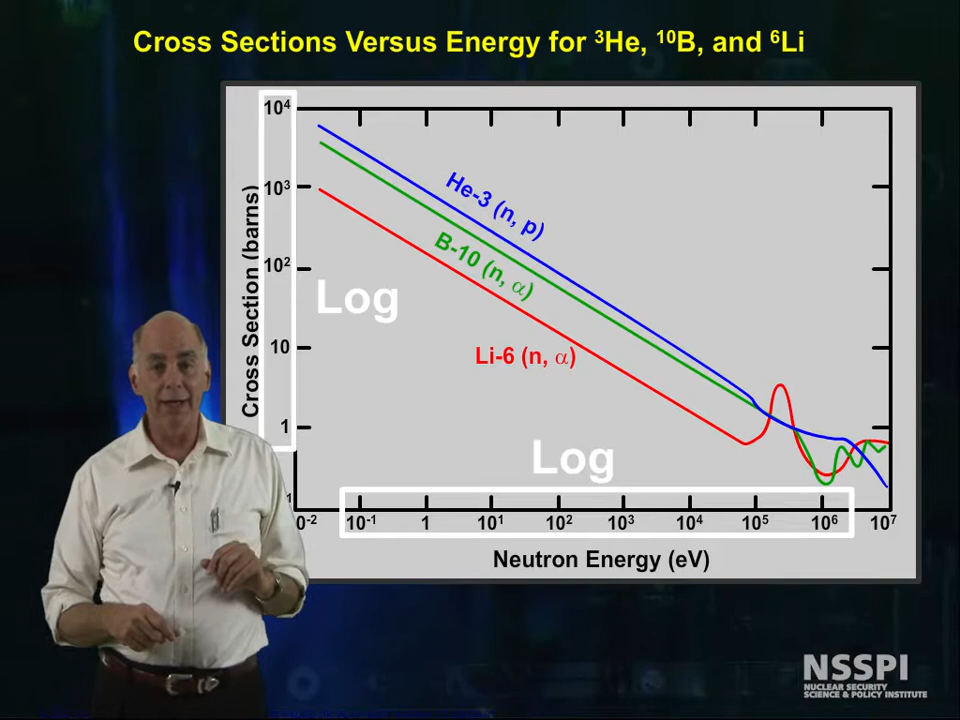 Cross Sections Versus Energy for ³He, ¹⁰B, and ⁶Li
10⁴
10³
10²
10
1
Cross Section (barns)
He-3 (n, p)
B-10 (n, α)
Li-6 (n, α)
Log
Log
0⁻² 10⁻¹ 1 10¹ 10² 10³ 10⁴ 10⁵ 10⁶ 10⁷
Neutron Energy (eV)
NSSPI
NUCLEAR SECURITY
SCIENCE & POLICY INSTITUTE